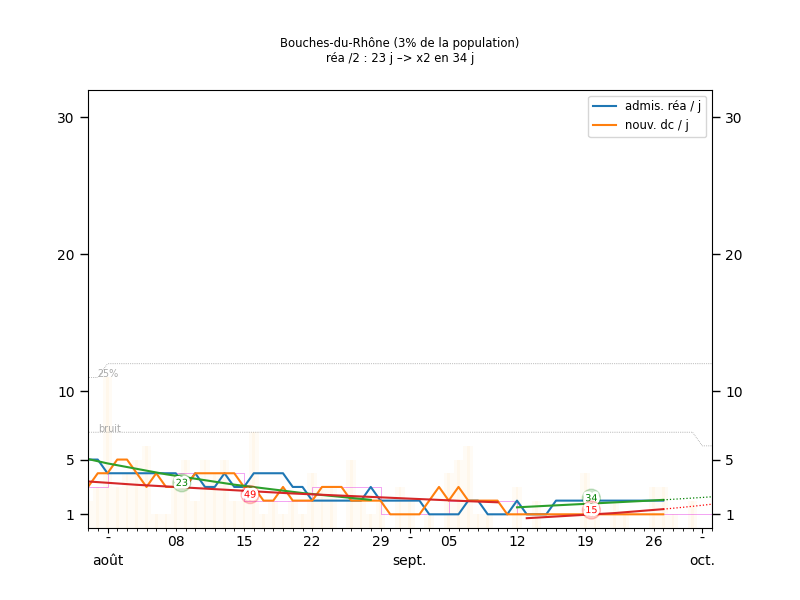 Bouches-du-Rhône (3% de la population)
réa /2 : 23 j –> x2 en 34 j
admis. réa / j
nouv. dc / j
30
30
20
20
25%
10
10
bruit
5
5
23
49
34
15
1
1
- 08 15 22 29 - 05 12 19 26 -
août sept. oct.